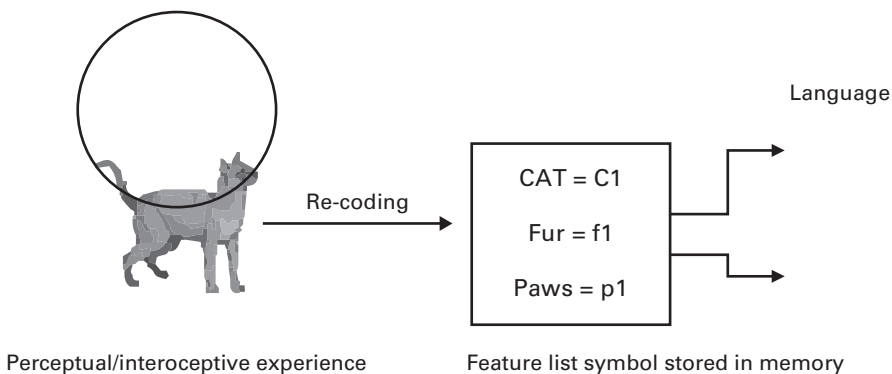 Language
CAT = C1
Re-coding
Fur = f1
Paws = p1
Perceptual/interoceptive experience
Feature list symbol stored in memory